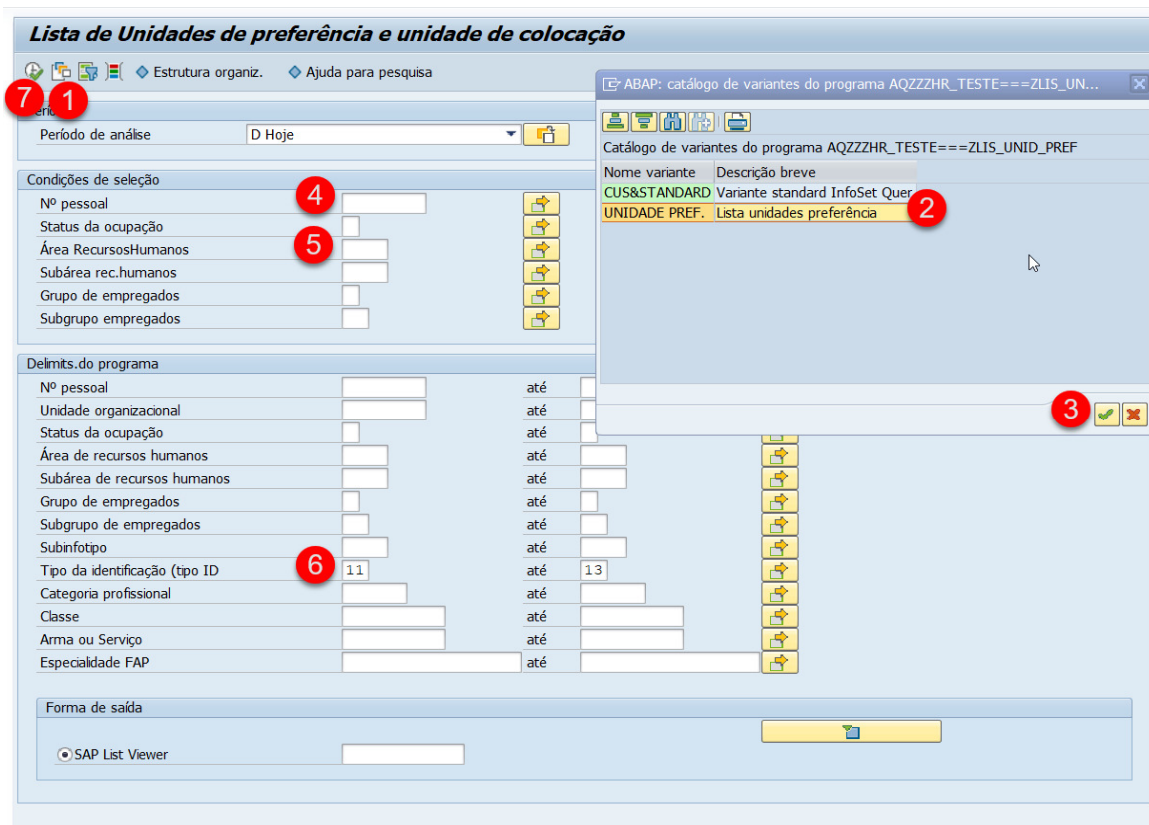 Lista de Unidades de preferência e unidade de colocação
Estrutura organiz. Ajuda para pesquisa
7 1
Período de análise D Hoje
Condições de seleção
Nº pessoal 4
Status da ocupação
Área RecursosHumanos 5
Subárea rec.humanos
Grupo de empregados
Subgrupo empregados
ABAP: catálogo de variantes do programa AQZZZHR_TESTE===ZLIS_UN...
Catálogo de variantes do programa AQZZZHR_TESTE===ZLIS_UNID_PREF
Nome variante Descrição breve
CUS&STANDARD Variante standard InfoSet Quer
UNIDADE PREF. Lista unidades preferência 2
3
Delimits.do programa
Nº pessoal até
Unidade organizacional até
Status da ocupação até
Área de recursos humanos até
Subárea de recursos humanos até
Grupo de empregados até
Subgrupo de empregados até
Subinfotipo até
Tipo da identificação (tipo ID 6 11 até 13
Categoria profissional até
Classe até
Arma ou Serviço até
Especialidade FAP até
Forma de saída
SAP List Viewer